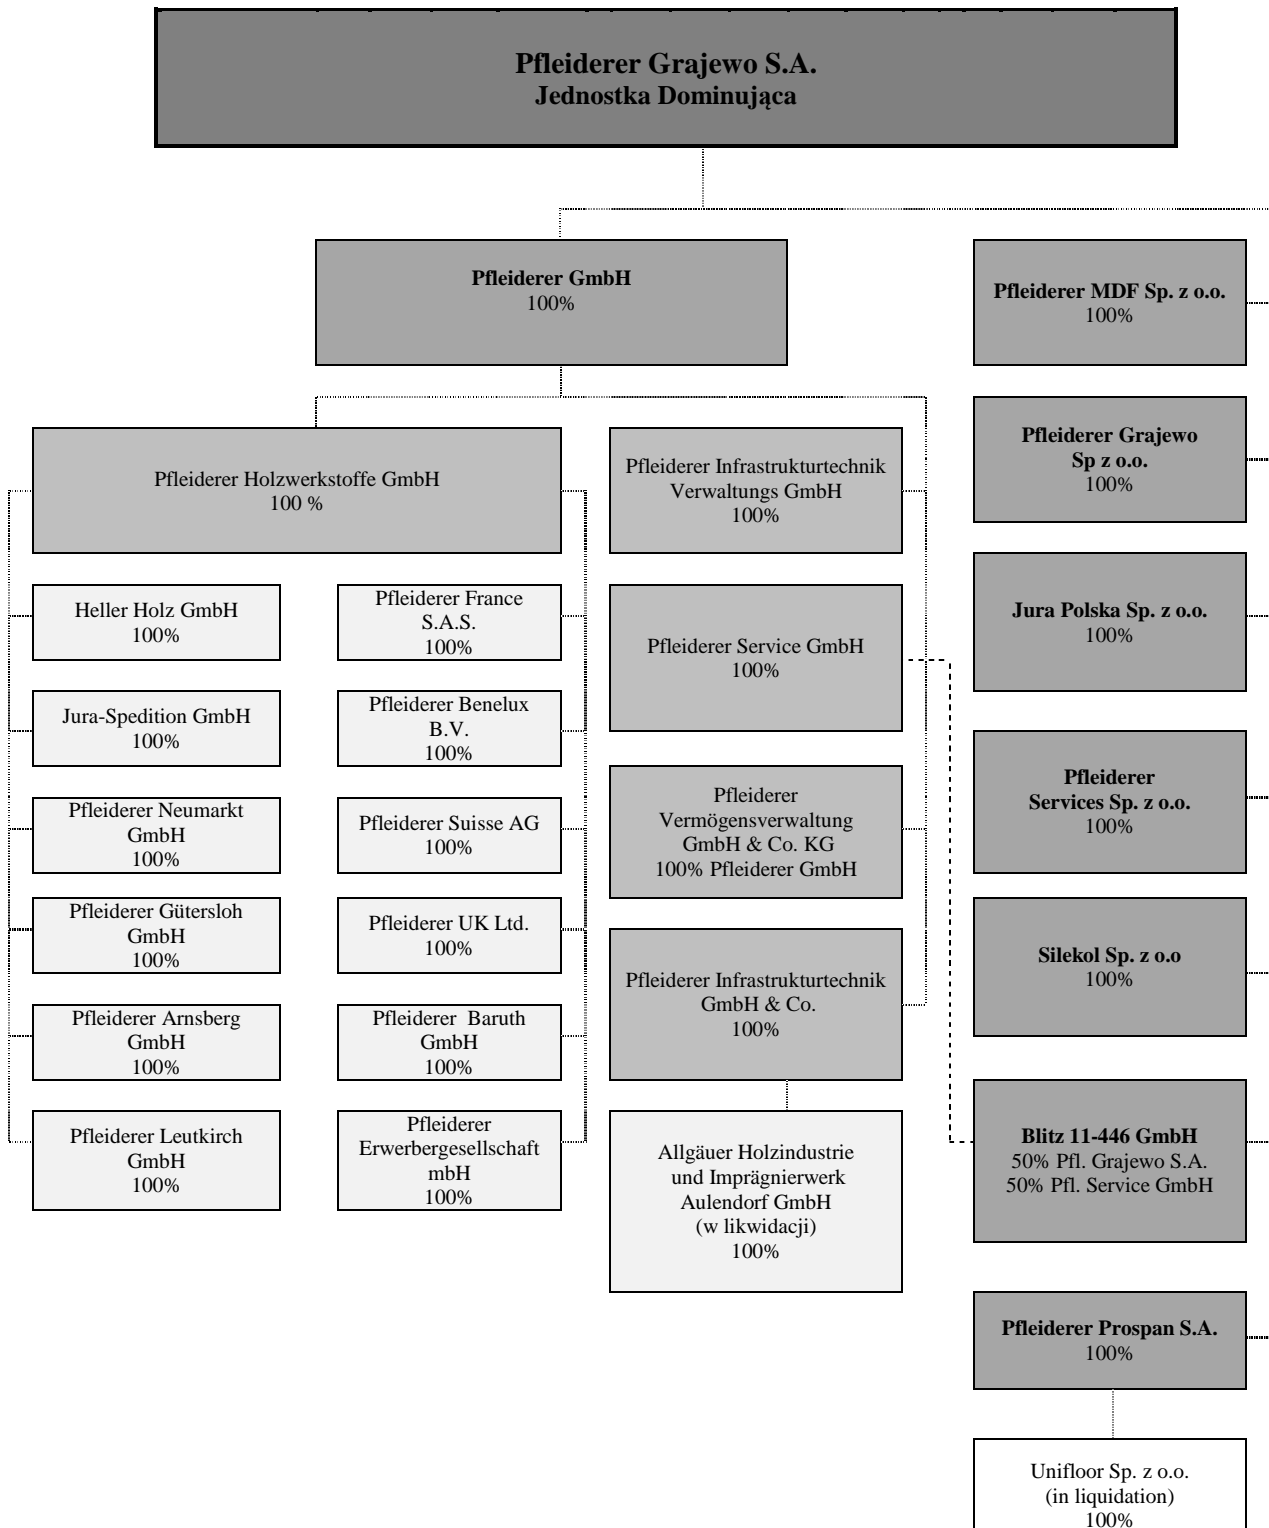 Pfleiderer Grajewo S.A.
Jednostka Dominująca
Pfleiderer GmbH
100%
Pfleiderer MDF Sp. z o.o.
100%
Pfleiderer Holzwerkstoffe GmbH
100 %
Pfleiderer Infrastrukturtechnik
Verwaltungs GmbH
100%
Pfleiderer Grajewo
Sp z o.o.
100%
Heller Holz GmbH
100%
Pfleiderer France
S.A.S.
100%
Pfleiderer Service GmbH
100%
Jura Polska Sp. z o.o.
100%
Jura-Spedition GmbH
100%
Pfleiderer Benelux
B.V.
100%
Pfleiderer Neumarkt
GmbH
100%
Pfleiderer Suisse AG
100%
Pfleiderer
Vermögensverwaltung
GmbH & Co. KG
100% Pfleiderer GmbH
Pfleiderer
Services Sp. z o.o.
100%
Pfleiderer Gütersloh
GmbH
100%
Pfleiderer UK Ltd.
100%
Pfleiderer Infrastrukturtechnik
GmbH & Co.
100%
Silekol Sp. z o.o
100%
Pfleiderer Arnsberg
GmbH
100%
Pfleiderer  Baruth
GmbH
100%
Pfleiderer Leutkirch
GmbH
100%
Pfleiderer
Erwerbergesellschaft
mbH
100%
Allgäuer Holzindustrie
und Imprägnierwerk
Aulendorf GmbH
(w likwidacji)
100%
Blitz 11-446 GmbH
50% Pfl. Grajewo S.A.
50% Pfl. Service GmbH
Pfleiderer Prospan S.A.
100%
Unifloor Sp. z o.o.
(in liquidation)
100%